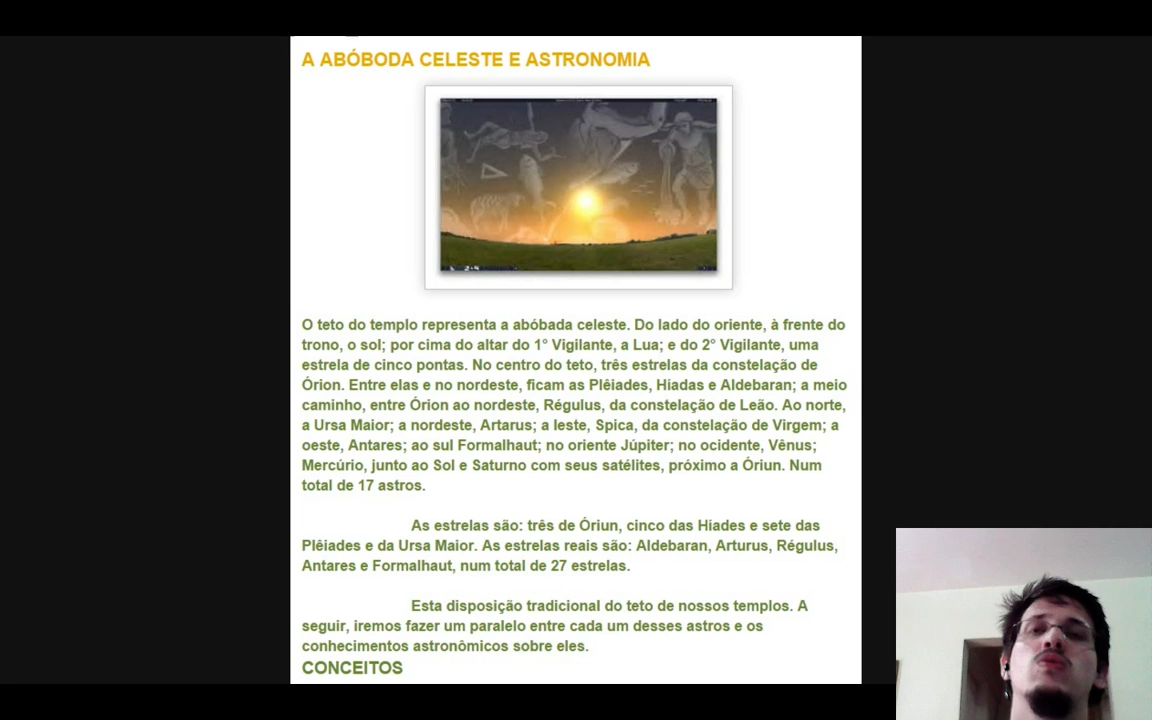 A ABÓBODA CELESTE E ASTRONOMIA
O teto do templo representa a abóbada celeste. Do lado do oriente, à frente do
trono, o sol; por cima do altar do 1° Vigilante, a Lua; e do 2° Vigilante, uma
estrela de cinco pontas. No centro do teto, três estrelas da constelação de
Órion. Entre elas e no nordeste, ficam as Plêiades, Híadas e Aldebaran; a meio
caminho, entre Órion ao nordeste, Régulus, da constelação de Leão. Ao norte,
a Ursa Maior; a nordeste, Artarus; a leste, Spica, da constelação de Virgem; a
oeste, Antares; ao sul Formalhaut; no oriente Júpiter; no ocidente, Vênus;
Mercúrio, junto ao Sol e Saturno com seus satélites, próximo a Óriun. Num
total de 17 astros.
As estrelas são: três de Óriun, cinco das Híades e sete das
Plêiades e da Ursa Maior. As estrelas reais são: Aldebaran, Arturus, Régulus,
Antares e Formalhaut, num total de 27 estrelas.
Esta disposição tradicional do teto de nossos templos. A
seguir, iremos fazer um paralelo entre cada um desses astros e os
conhecimentos astronômicos sobre eles.
CONCEITOS